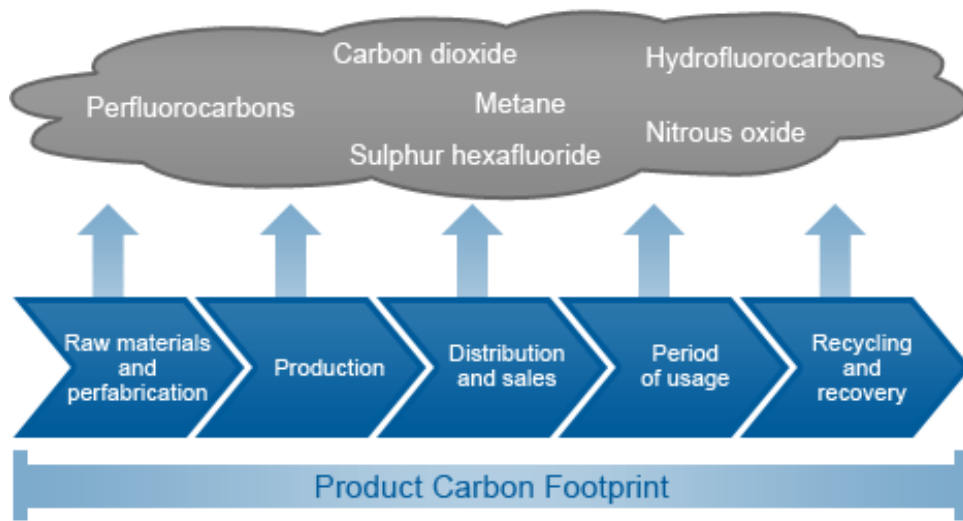 Carbon dioxide
Hydrofluorocarbons
Perfluorocarbons
Metane
Nitrous oxide
Sulphur hexafluoride
Raw materials
and
perfabrication
Production
Distribution
and sales
Period
of usage
Recycling
and
recovery
Product Carbon Footprint